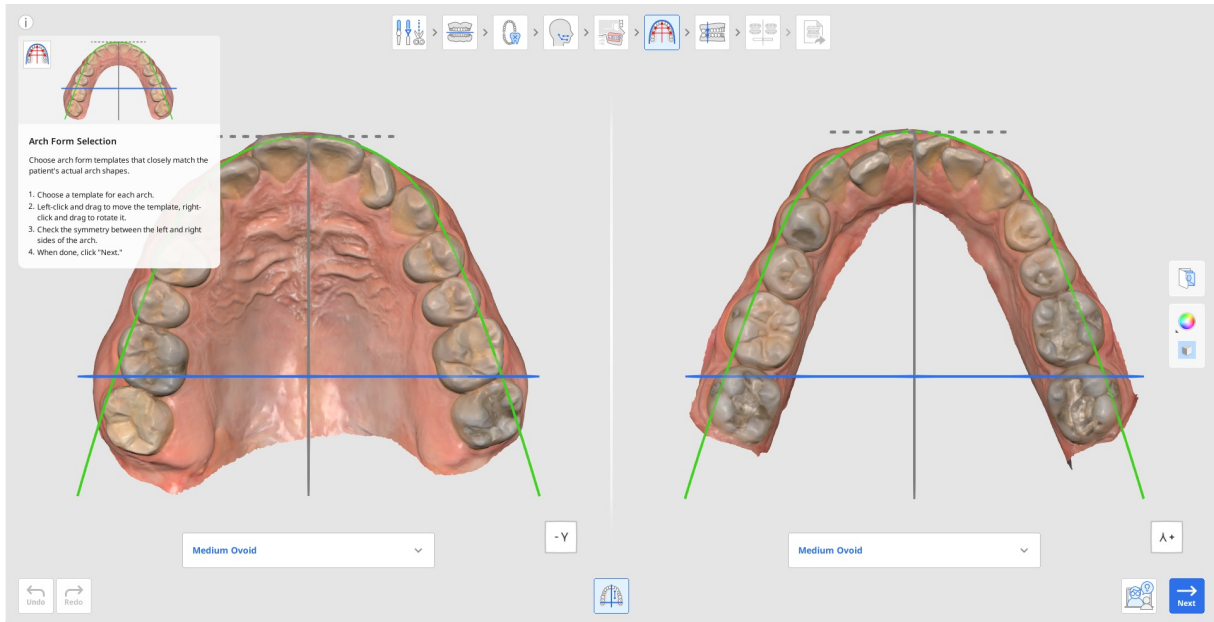 Arch Form Selection
Choose arch form templates that closely match the
patient's actual arch shapes.
1. Choose a template for each arch.
2. Left-click and drag to move the template, right-
click and drag to rotate it.
3. Check the symmetry between the left and right
sides of the arch.
4. When done, click "Next."
Medium Ovoid
Medium Ovoid
Undo
Redo
Next